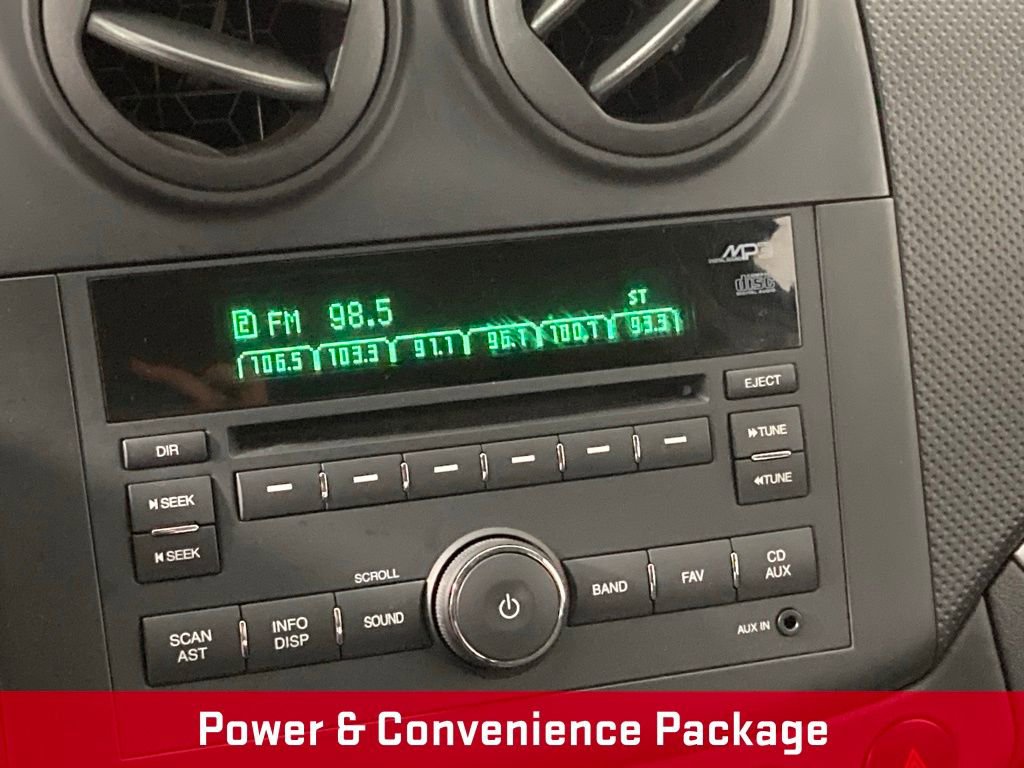 MP3
disc
ST
2 FM 98.5
106.5 103.3 97.7 96.1 100.7 93.3
EJECT
DIR
TUNE
SEEK
TUNE
SEEK
SCROLL
CD
AUX
BAND FAV
SCAN
AST
INFO
DISP
SOUND
AUX IN
Power & Convenience Package